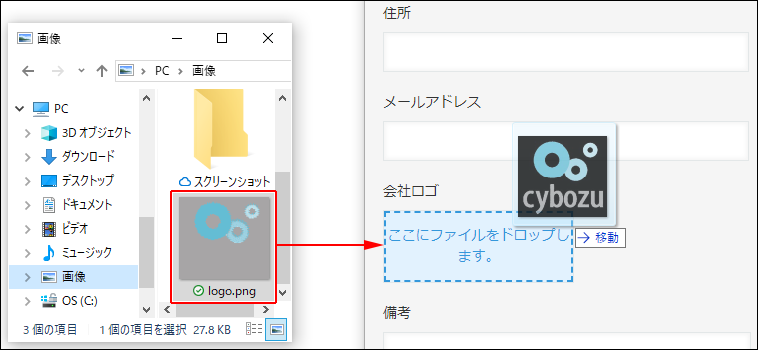 画像
PC
画像
PC
3D オブジェクト
ダウンロード
デスクトップ
ドキュメント
ビデオ
ミュージック
画像
OS (C:)
スクリーンショット
logo.png
3 個の項目
1 個の項目を選択 27.8 KB
住所
メールアドレス
会社ロゴ
ここにファイルをドロップし
ます。
cybozu
移動
備考